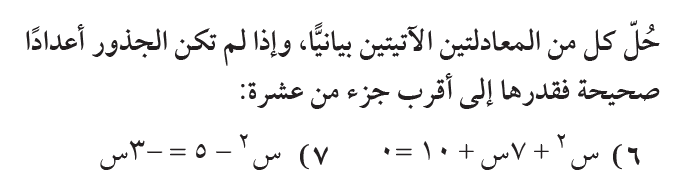 حُلّ كل من المعادلتين الآتيتين بيانيًّا، وإذا لم تكن الجذور أعدادًا
صحيحة فقدرها إلى أقرب جزء من عشرة:
٦) س٢ + ٧س + ١٠ = ٠ ٧) س٢ – ٥ = –٣س